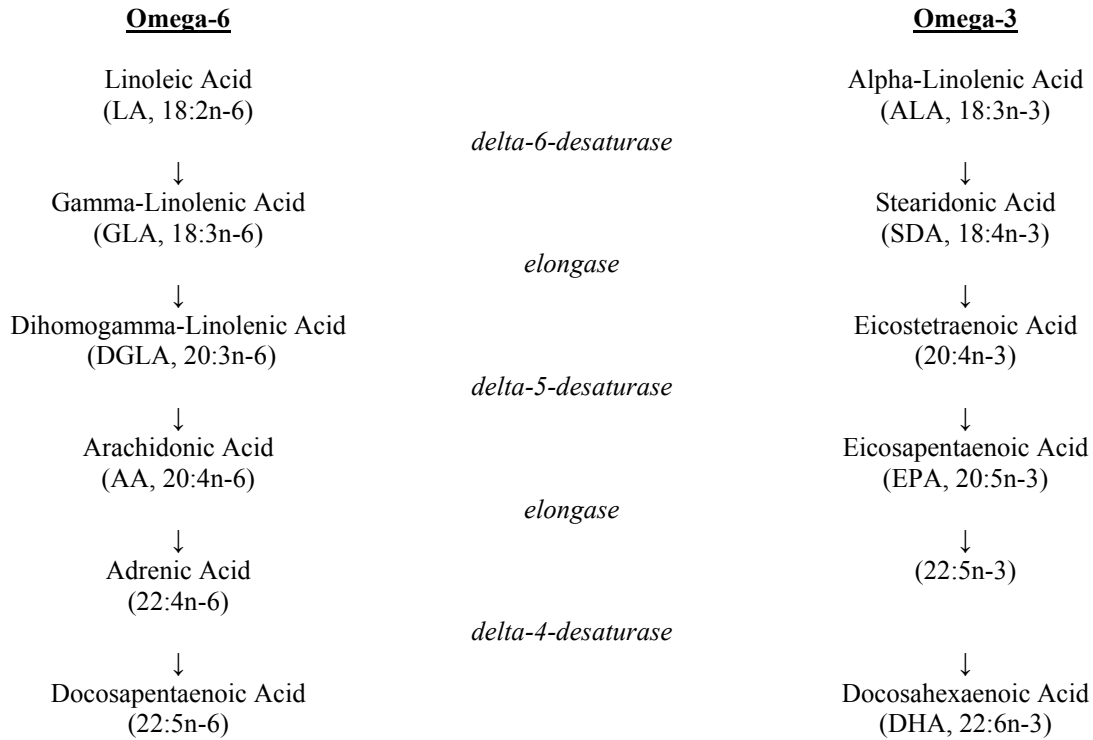 Omega-6
Omega-3
Linoleic Acid
(LA, 18:2n-6)
Alpha-Linolenic Acid
(ALA, 18:3n-3)
delta-6-desaturase
↓
↓
Gamma-Linolenic Acid
(GLA, 18:3n-6)
Stearidonic Acid
(SDA, 18:4n-3)
elongase
↓
↓
Dihomogamma-Linolenic Acid
(DGLA, 20:3n-6)
Eicostetraenoic Acid
(20:4n-3)
delta-5-desaturase
↓
↓
Arachidonic Acid
(AA, 20:4n-6)
Eicosapentaenoic Acid
(EPA, 20:5n-3)
elongase
↓
↓
Adrenic Acid
(22:4n-6)
(22:5n-3)
delta-4-desaturase
↓
↓
Docosapentaenoic Acid
(22:5n-6)
Docosahexaenoic Acid
(DHA, 22:6n-3)